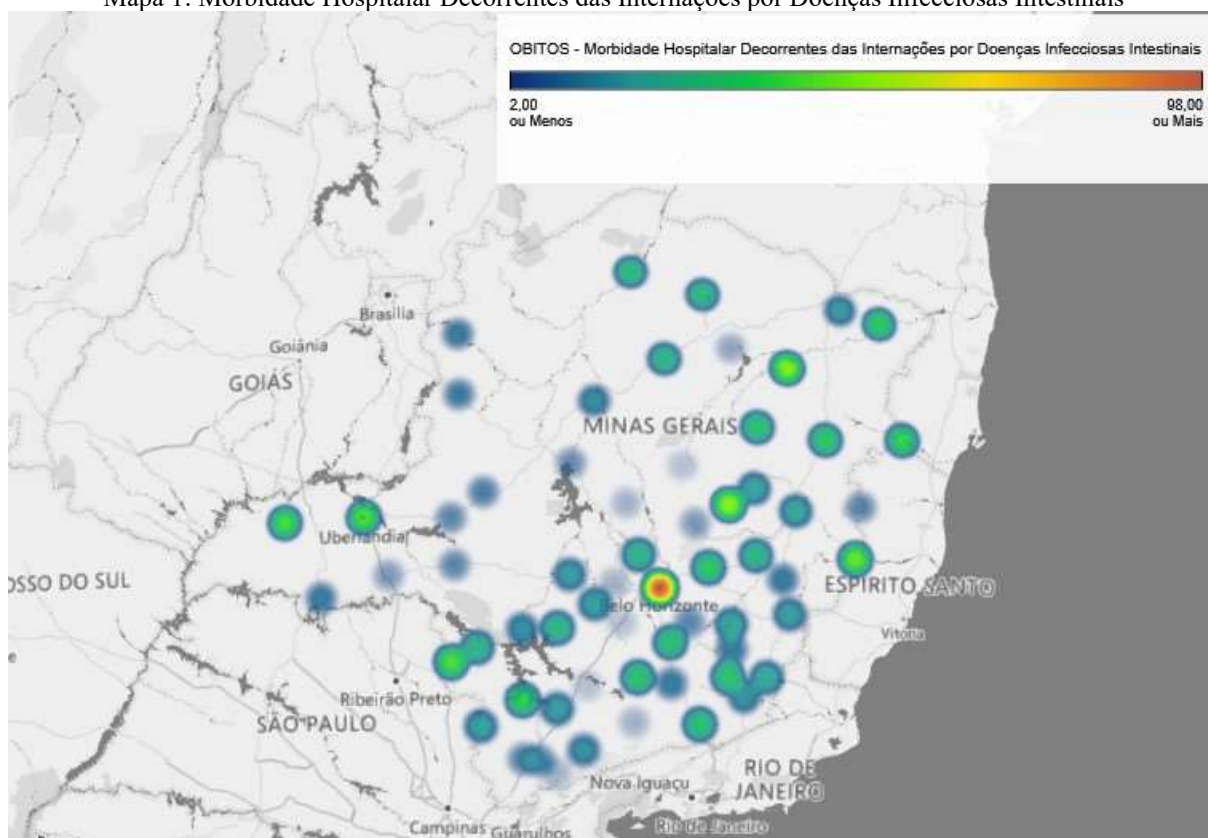 Mapa 1: Morbidade Hospitalar Decorrentes das Internações por Doenças Infecciosas Intestinais
OBITOS - Morbidade Hospitalar Decorrentes das Internações por Doenças Infecciosas Intestinais
2,00
ou Menos
98,00
ou Mais
Brasília
Goiânia
GOIÁS
MINAS GERAIS
Uberlândia
OSSO DO SUL
ESPÍRITO SANTO
Belo Horizonte
Vitória
Ribeirão Preto
SÃO PAULO
Nova Iguaçu
RIO DE
JANEIRO
Campinas
Guarulhos
Rio de Janeiro